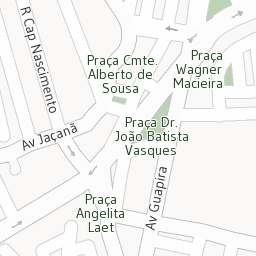 R Cap Nascimento
Praça Cmte.
Alberto de
Sousa
Praça
Wagner
Macieira
Av Jaçanã
Praça Dr.
João Batista
Vasques
Praça
Angelita
Laet
Av Guapira